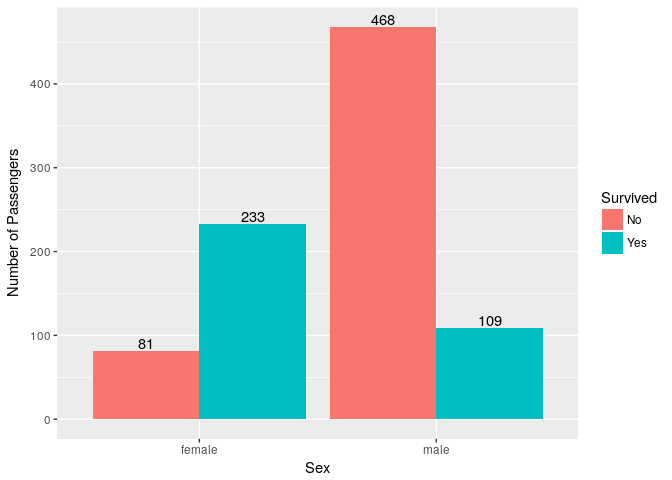 468
400
300
233
200
109
100
81
0
female male
Sex
Number of Passengers
Survived
No
Yes